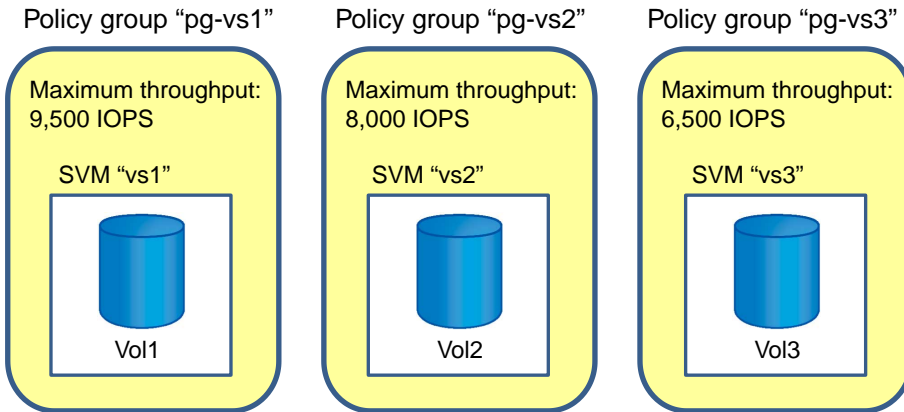 Policy group “pg-vs1”
Maximum throughput:
9,500 IOPS
SVM “vs1”
Vol1
Policy group “pg-vs2”
Maximum throughput:
8,000 IOPS
SVM “vs2”
Vol2
Policy group “pg-vs3”
Maximum throughput:
6,500 IOPS
SVM “vs3”
Vol3